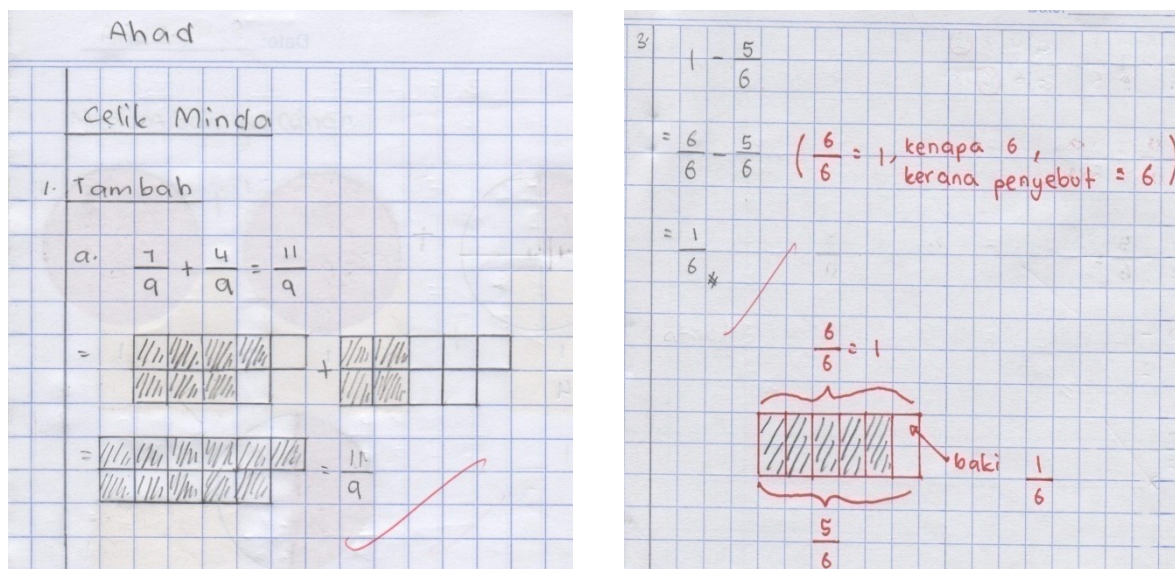 Ahad
Celik Minda
1. Tambah
a. 7/9 + 4/9 = 11/9
= +
= = 11/9
3. 1 - 5/6
= 6/6 - 5/6 ( 6/6 = 1, kenapa 6,
kerana penyebut = 6 )
= 1/6
6/6 = 1
baki 1/6
5/6